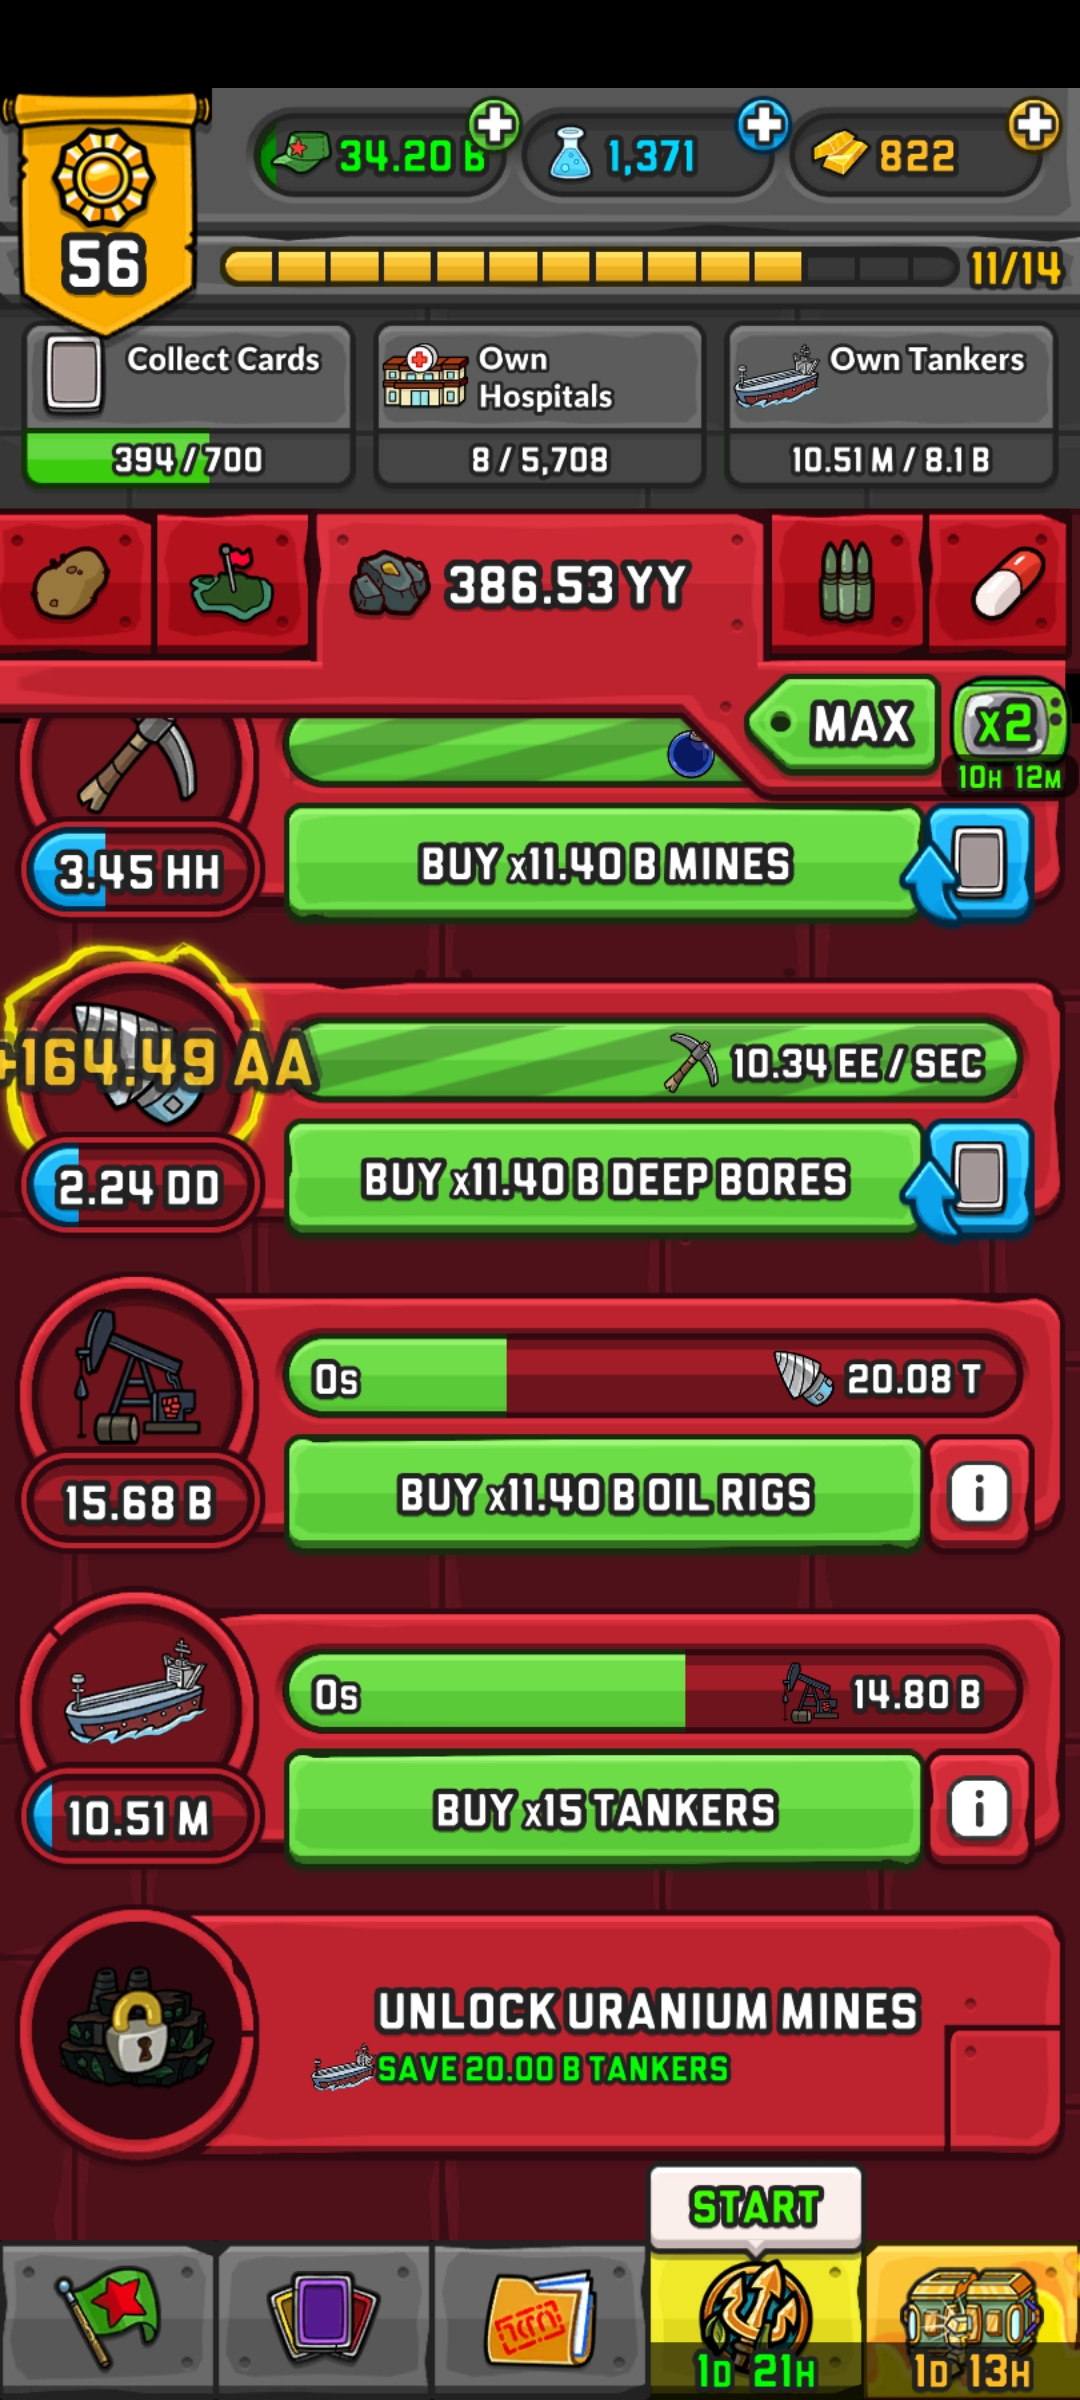 34.20 B
1,371
822
56
11/14
Collect Cards
394/700
Own
Hospitals
8/5,708
Own Tankers
10.51 M/8.1 B
386.53 YY
MAX
x2
10H 12M
3.45 HH
BUY x11.40 B MINES
+164.49 AA
10.34 EE/SEC
2.24 DD
BUY x11.40 B DEEP BORES
0s
20.08 T
15.68 B
BUY x11.40 B OIL RIGS
i
0s
14.80 B
10.51 M
BUY x15 TANKERS
i
UNLOCK URANIUM MINES
SAVE 20.00 B TANKERS
START
1D 21H
1D 13H